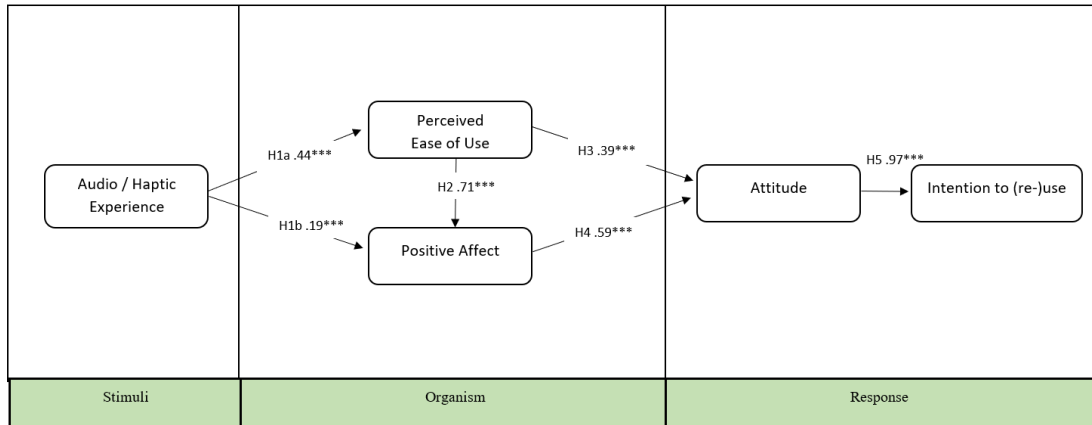 Perceived
Ease of Use
H1a .44***
H3 .39***
H5 .97***
Audio / Haptic
Experience
H2 .71***
Attitude
Intention to (re-)use
H1b .19***
H4 .59***
Positive Affect
Stimuli
Organism
Response